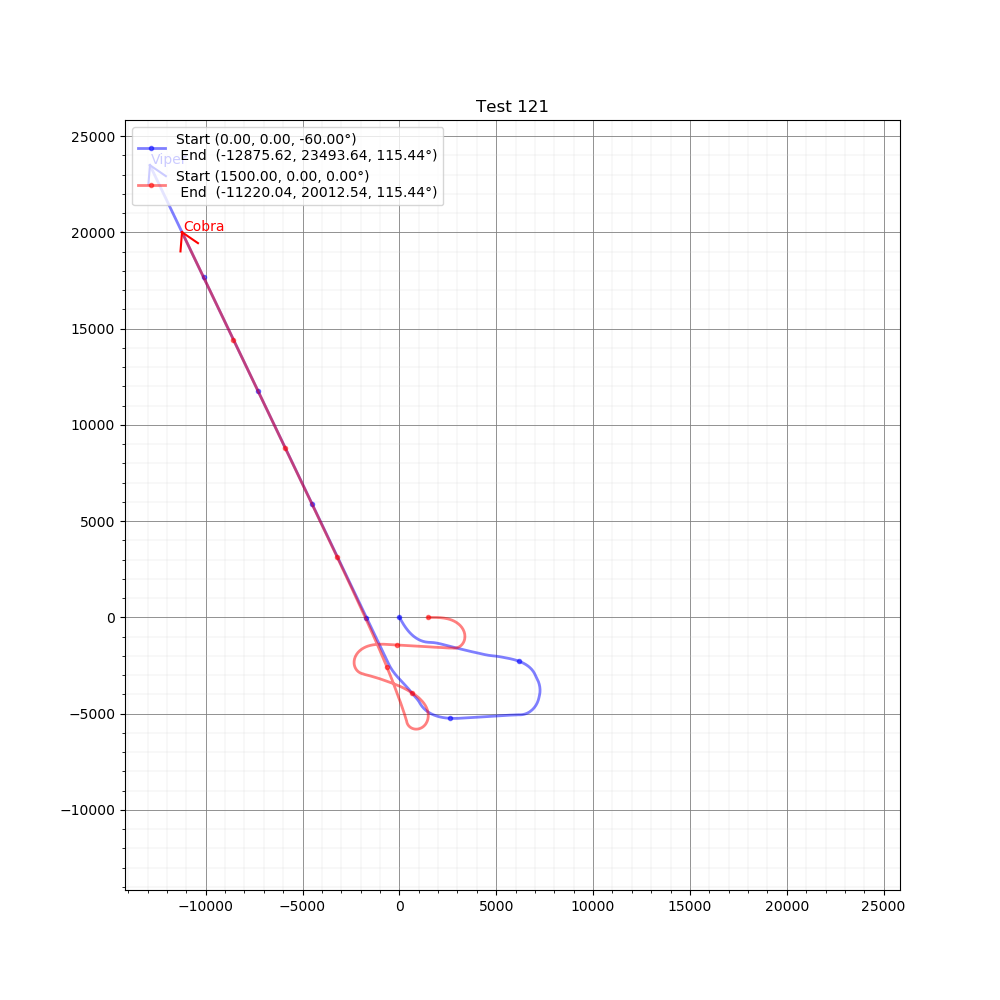 Test 121
Start (0.00, 0.00, -60.00°)
End (-12875.62, 23493.64, 115.44°)
Start (1500.00, 0.00, 0.00°)
End (-11220.04, 20012.54, 115.44°)
Viper
Cobra
25000
20000
15000
10000
5000
0
−5000
−10000
−10000 −5000 0 5000 10000 15000 20000 25000